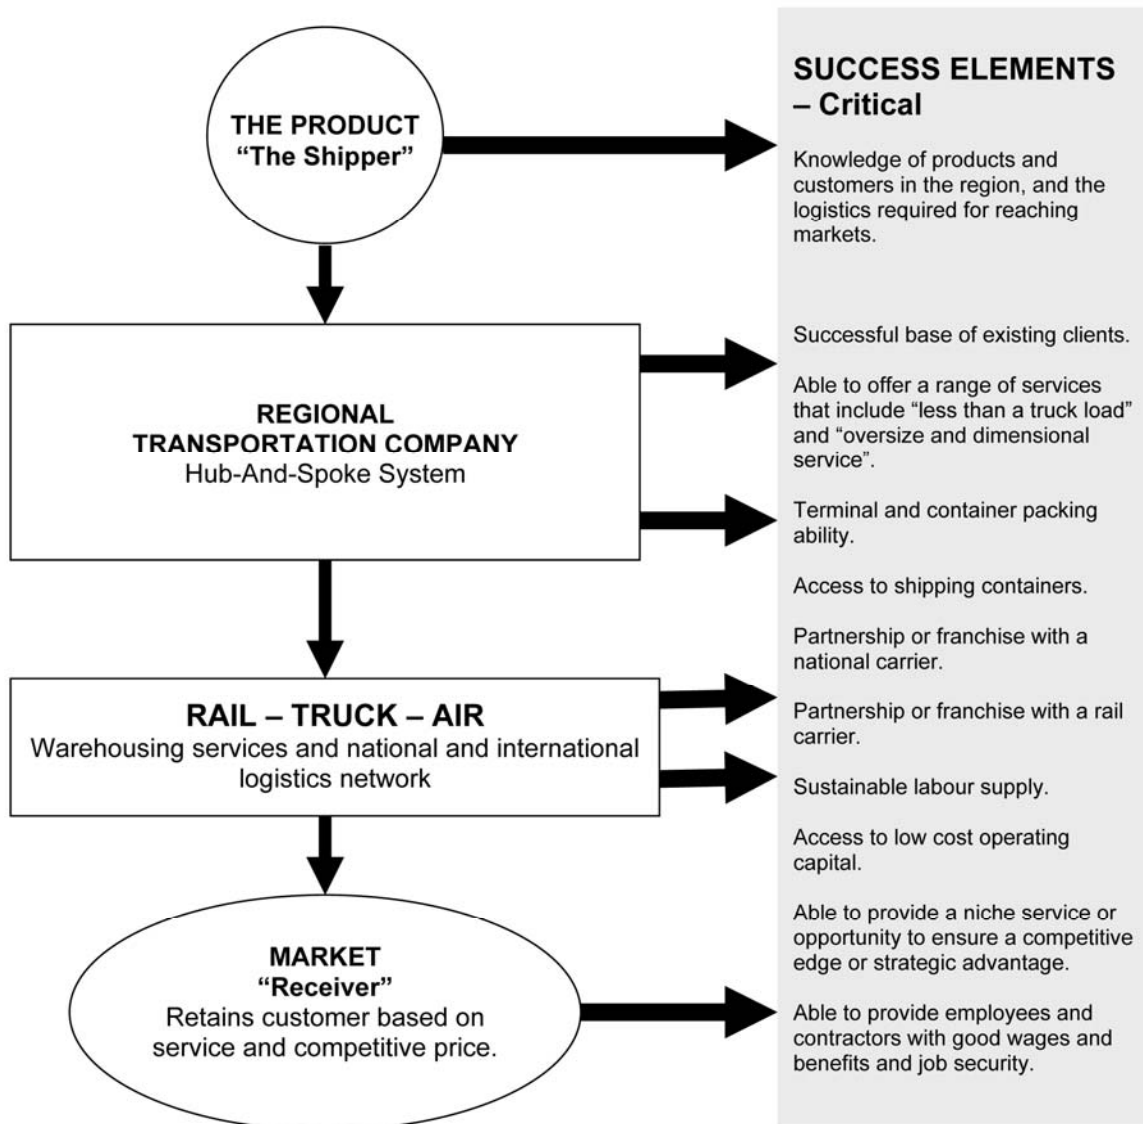 THE PRODUCT
“The Shipper”
REGIONAL
TRANSPORTATION COMPANY
Hub-And-Spoke System
RAIL – TRUCK – AIR
Warehousing services and national and international
logistics network
MARKET
“Receiver”
Retains customer based on
service and competitive price.
SUCCESS ELEMENTS
– Critical
Knowledge of products and
customers in the region, and the
logistics required for reaching
markets.
Successful base of existing clients.
Able to offer a range of services
that include “less than a truck load”
and “oversize and dimensional
service”.
Terminal and container packing
ability.
Access to shipping containers.
Partnership or franchise with a
national carrier.
Partnership or franchise with a rail
carrier.
Sustainable labour supply.
Access to low cost operating
capital.
Able to provide a niche service or
opportunity to ensure a competitive
edge or strategic advantage.
Able to provide employees and
contractors with good wages and
benefits and job security.